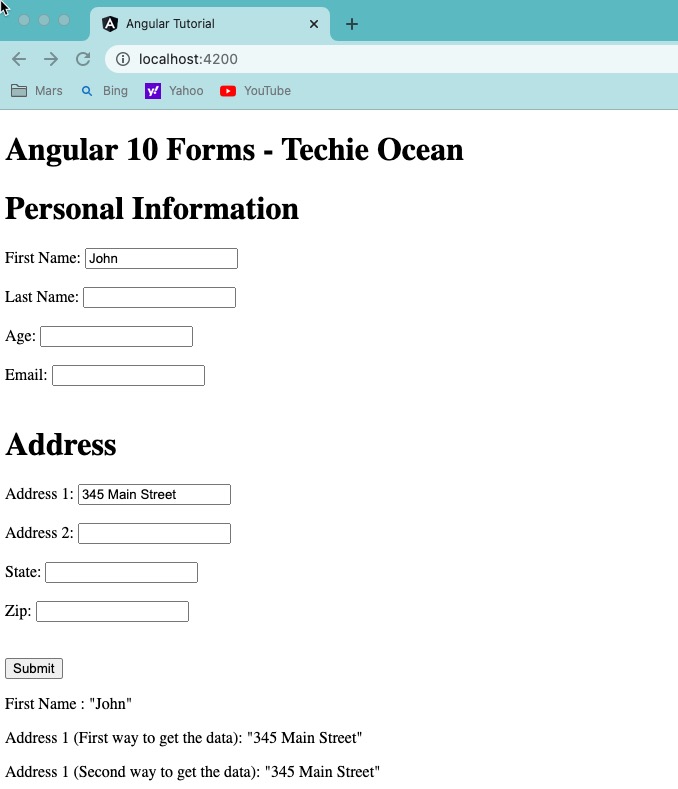 Angular Tutorial
localhost:4200
Mars Bing y! Yahoo YouTube
Angular 10 Forms - Techie Ocean
Personal Information
First Name: John
Last Name:
Age:
Email:
Address
Address 1: 345 Main Street
Address 2:
State:
Zip:
Submit
First Name : "John"
Address 1 (First way to get the data): "345 Main Street"
Address 1 (Second way to get the data): "345 Main Street"